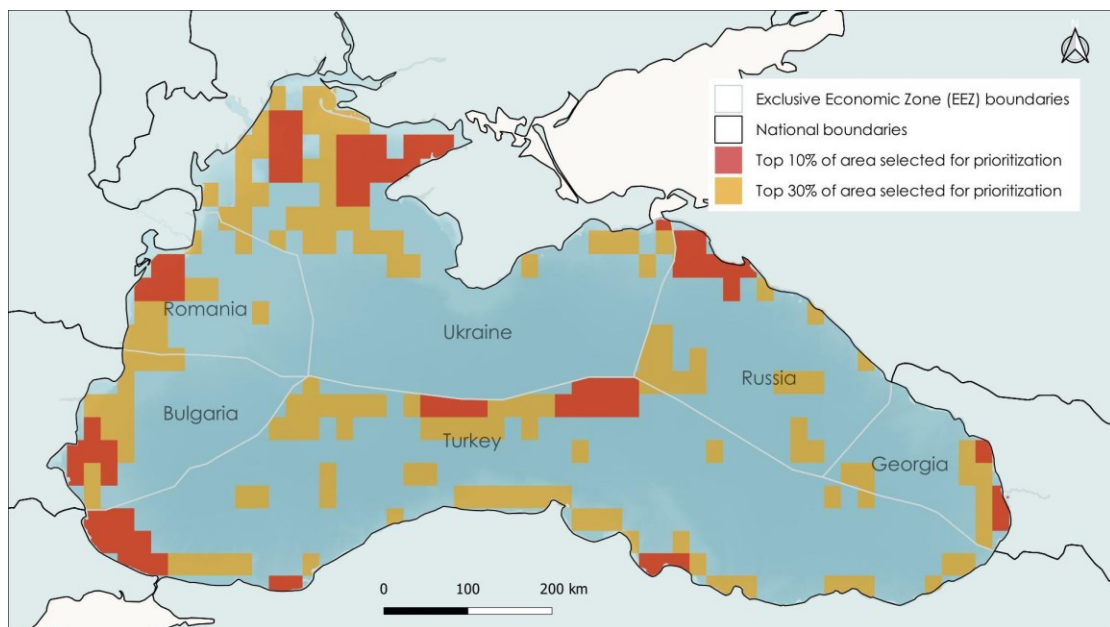 N
Exclusive Economic Zone (EEZ) boundaries
National boundaries
Top 10% of area selected for prioritization
Top 30% of area selected for prioritization
Romania
Ukraine
Russia
Bulgaria
Turkey
Georgia
0 100 200 km